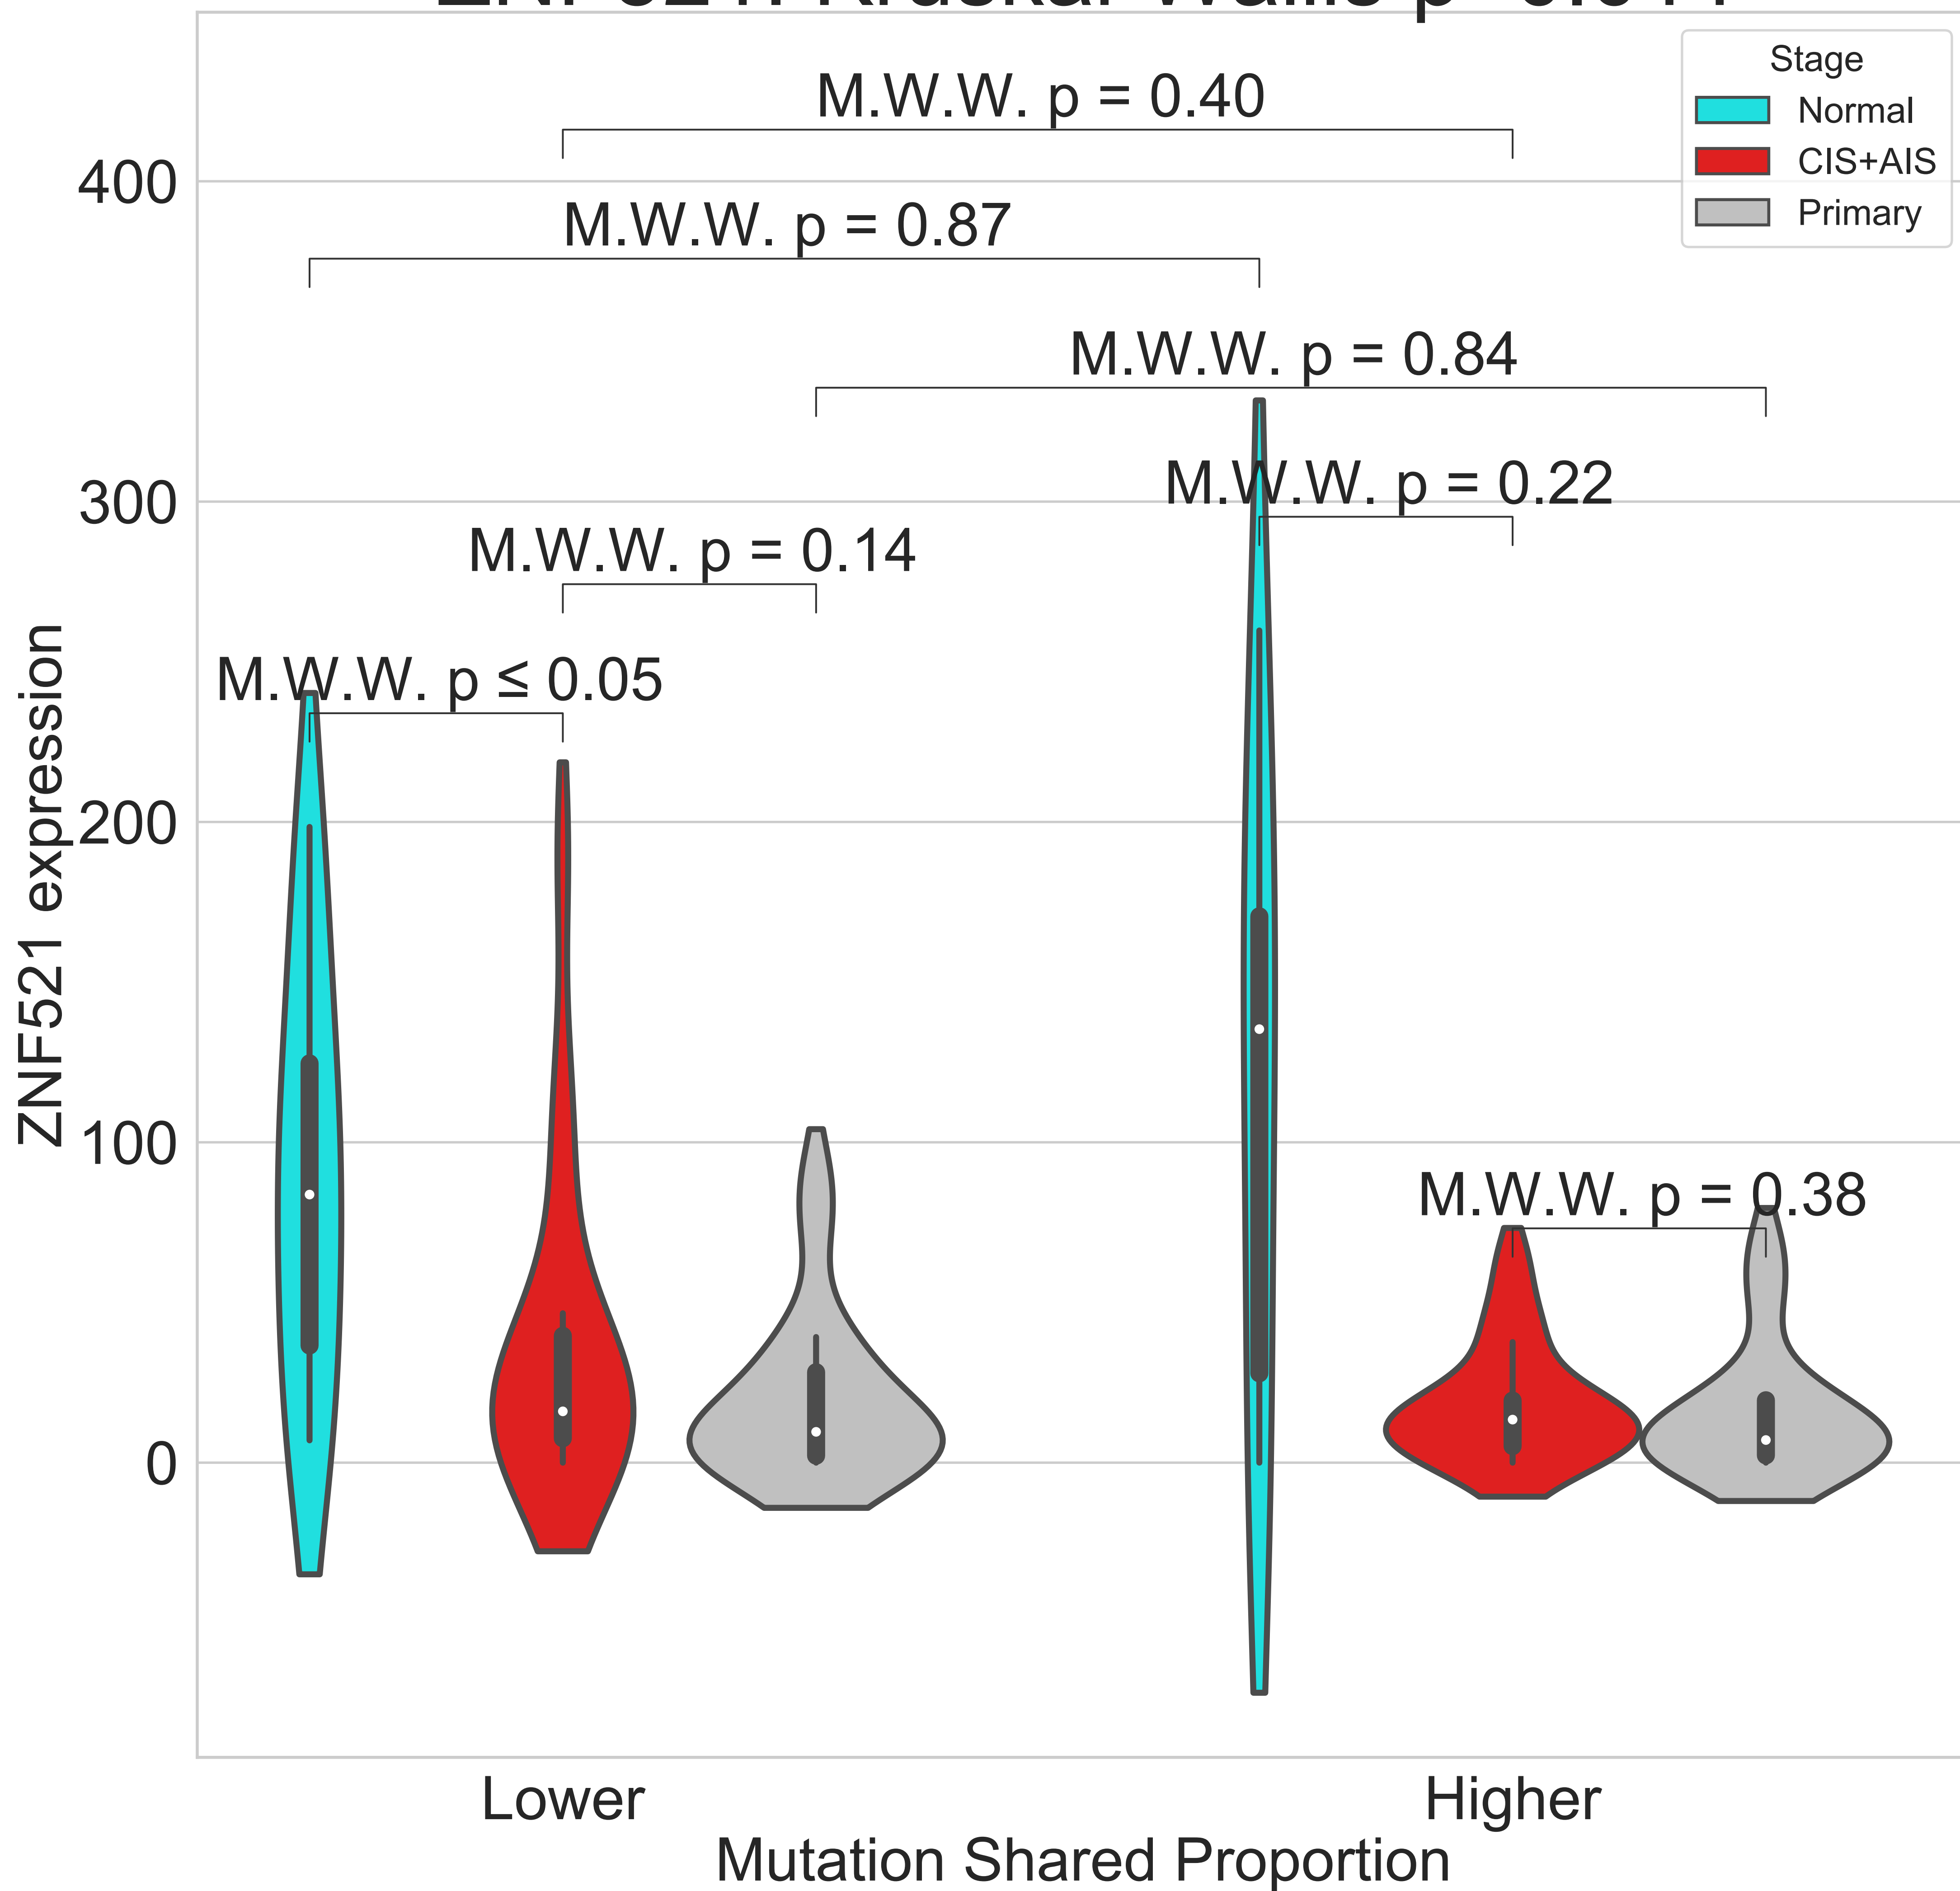 Stage
Normal
CIS+AIS
Primary
M.W.W. p = 0.40
400
M.W.W. p = 0.87
M.W.W. p = 0.84
M.W.W. p = 0.22
300
M.W.W. p = 0.14
M.W.W. p ≤ 0.05
ZNF521 expression
200
100
M.W.W. p = 0.38
0
Lower
Higher
Mutation Shared Proportion